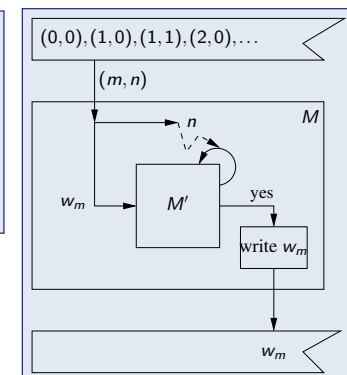 (0,0),(1,0),(1,1),(2,0),...
(m,n)
n
M
w_m
M′
yes
write w_m
w_m